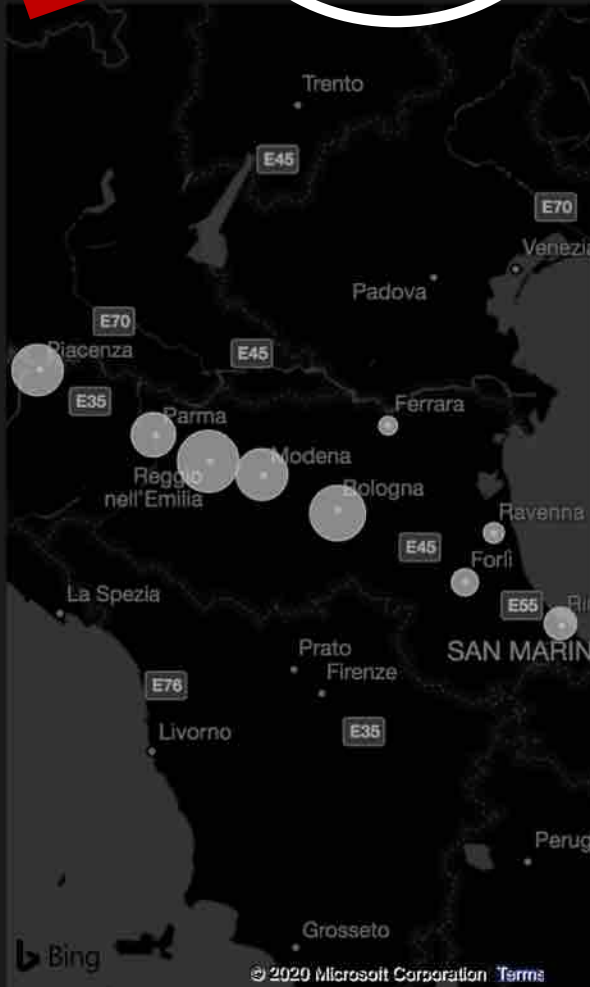 Trento
E45
E70
Venezia
Padova
E70
E45
Piacenza
E35
Ferrara
Parma
Modena
Reggio
nell'Emilia
Bologna
Ravenna
E45
Forlì
La Spezia
E55
Ri
SAN MARIN
Prato
Firenze
E76
E35
Livorno
Perug
Grosseto
Bing
© 2020 Microsoft Corporation Terms